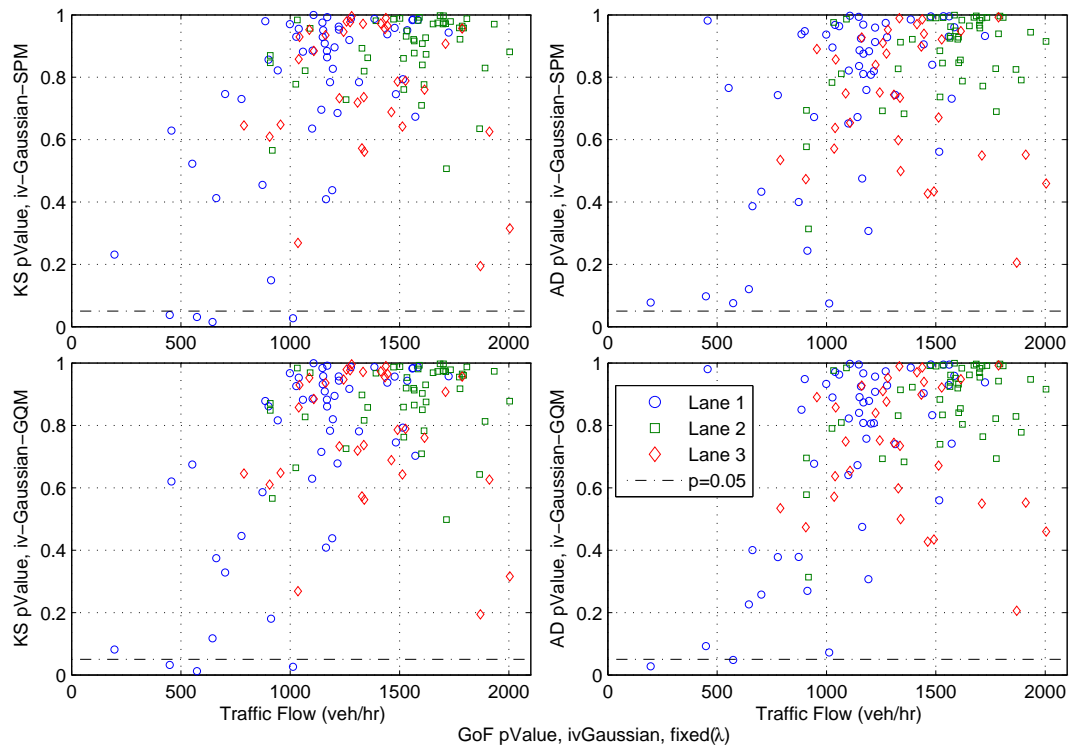 KS pValue, iv−Gaussian−SPM
1
0.8
0.6
0.4
0.2
0
0 500 1000 1500 2000
AD pValue, iv−Gaussian−SPM
1
0.8
0.6
0.4
0.2
0
0 500 1000 1500 2000
KS pValue, iv−Gaussian−GQM
1
0.8
0.6
0.4
0.2
0
0 500 1000 1500 2000
Traffic Flow (veh/hr)
AD pValue, iv−Gaussian−GQM
1
0.8
0.6
0.4
0.2
0
Lane 1
Lane 2
Lane 3
p=0.05
0 500 1000 1500 2000
Traffic Flow (veh/hr)
GoF pValue, ivGaussian, fixed(λ)